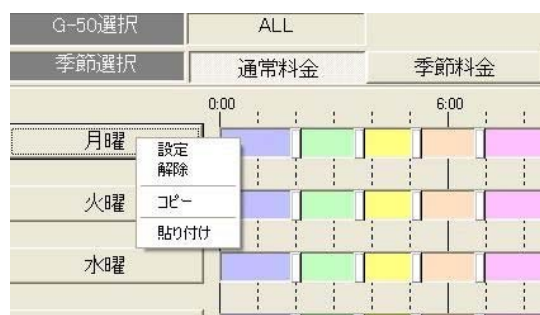 G-50選択 ALL
季節選択 通常料金 季節料金
0:00 6:00
月曜
設定
解除
コピー
貼り付け
火曜
水曜